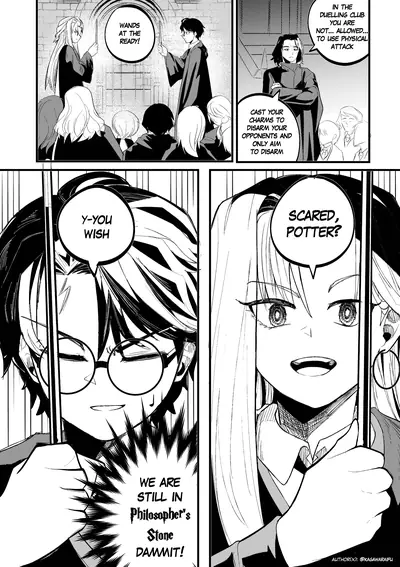 WANDS
AT THE
READY!
IN THE
DUELLING CLUB
YOU ARE
NOT... ALLOWED...
TO USE PHYSICAL
ATTACK
CAST YOUR
CHARMS TO
DISARM YOUR
OPPONENTS AND
ONLY AIM
TO DISARM
SCARED,
POTTER?
Y-YOU
WISH
WE ARE
STILL IN
Philosopher's
Stone
DAMMIT!
AUTHOR(X): @KAGAWARAIFU